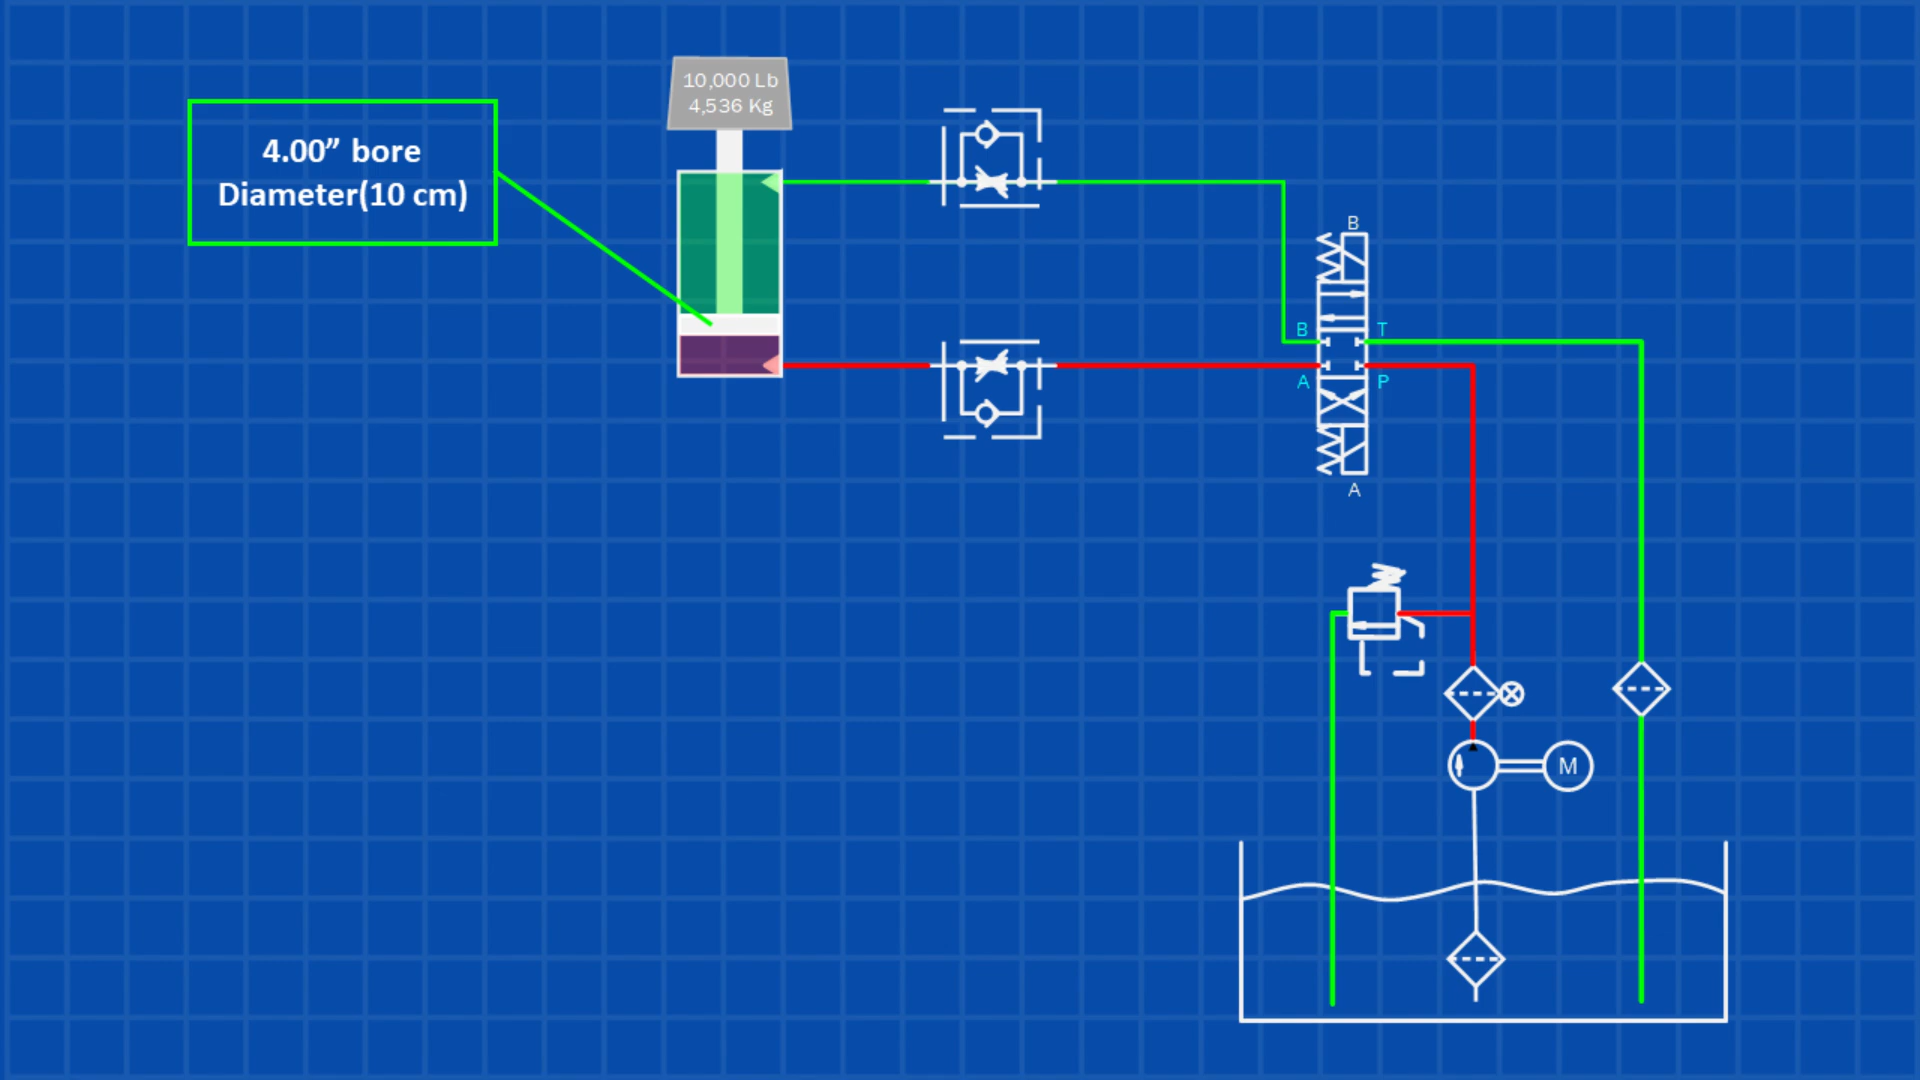 10,000 Lb
4,536 Kg
4.00” bore
Diameter(10 cm)
B
B
T
A
P
A
M